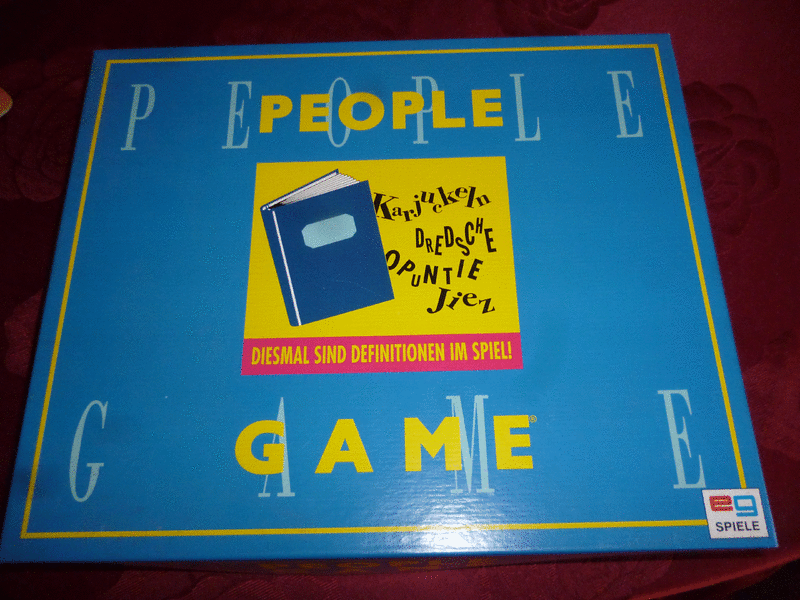 PEOPLE
PEOPLE
Karjuckeln
DREDSCHE
OPUNTIE
Jiez
DIESMAL SIND DEFINITIONEN IM SPIEL!
GAME
GAME®
eg
SPIELE